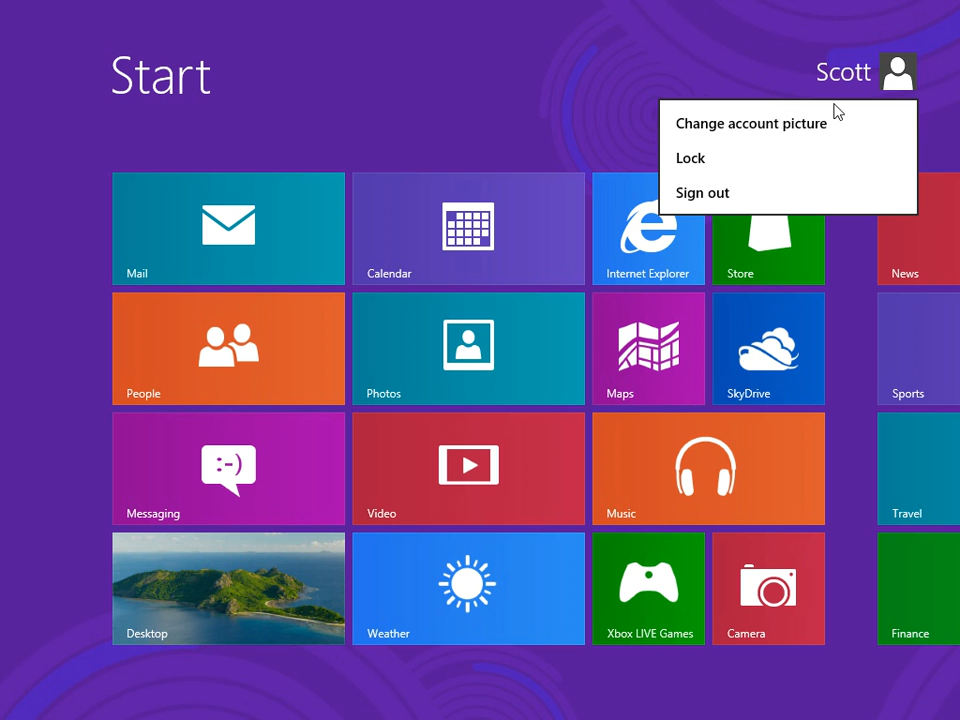 Start
Scott
Change account picture
Lock
Sign out
Mail
Calendar
Internet Explorer
Store
News
People
Photos
Maps
SkyDrive
Sports
:-)
Messaging
Video
Music
Travel
Desktop
Weather
Xbox LIVE Games
Camera
Finance